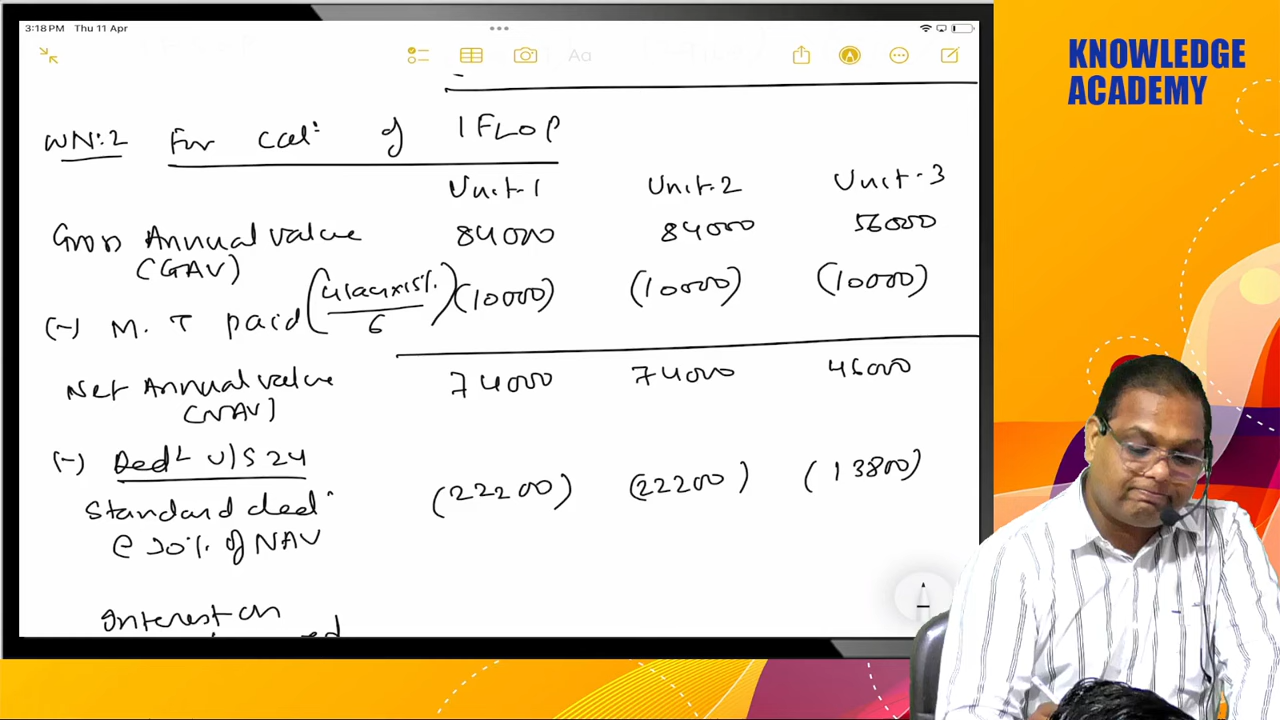 3:18 PM Thu 11 Apr
Aa
KNOWLEDGE
ACADEMY
WN:2 For Calⁿ of IFLOP
Unit-1 Unit-2 Unit-3
Gross Annual value 84000 84000 56000
(GAV)
(-) M. T paid (4lac×15%/6) (10000) (10000) (10000)
Net Annual value 74000 74000 46000
(NAV)
(-) Dedⁿ U/S 24
Standard dedⁿ (22200) (22200) (13800)
@ 30% of NAV
Interest on